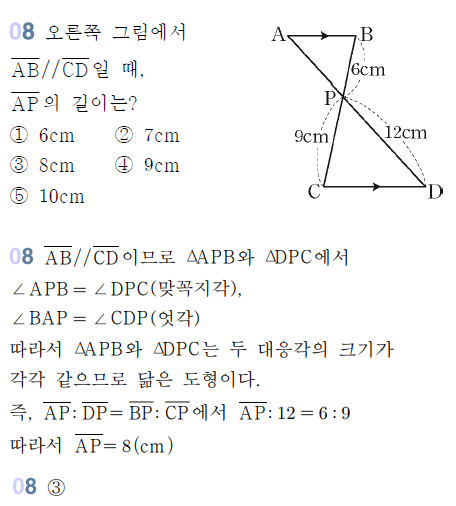 08 오른쪽 그림에서
AB//CD일 때,
AP의 길이는?
① 6cm ② 7cm
③ 8cm ④ 9cm
⑤ 10cm
A B
6cm
P
9cm 12cm
C D
08 AB//CD이므로 △APB와 △DPC에서
∠APB=∠DPC(맞꼭지각),
∠BAP=∠CDP(엇각)
따라서 △APB와 △DPC는 두 대응각의 크기가
각각 같으므로 닮은 도형이다.
즉, AP:DP=BP:CP에서 AP:12=6:9
따라서 AP=8(cm)
08 ③